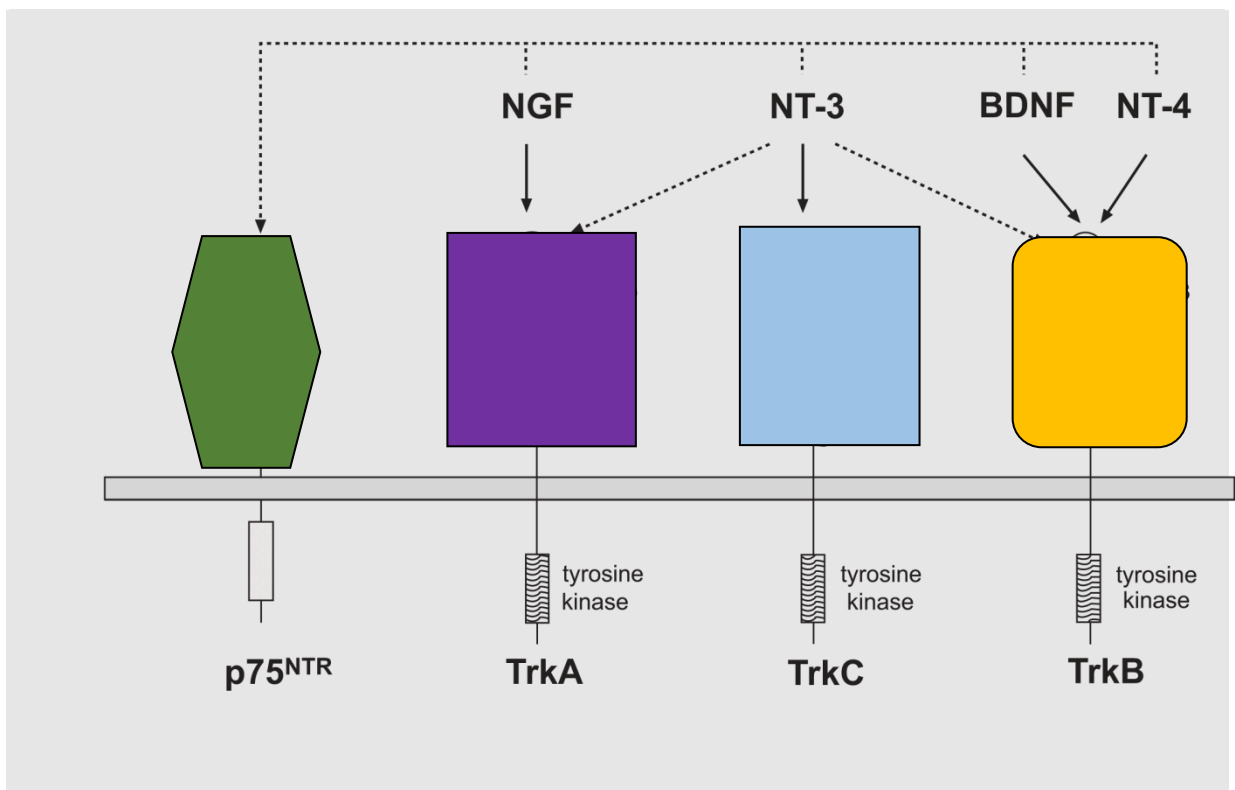 NGF
NT-3
BDNF
NT-4
tyrosine
kinase
tyrosine
kinase
tyrosine
kinase
p75NTR
TrkA
TrkC
TrkB